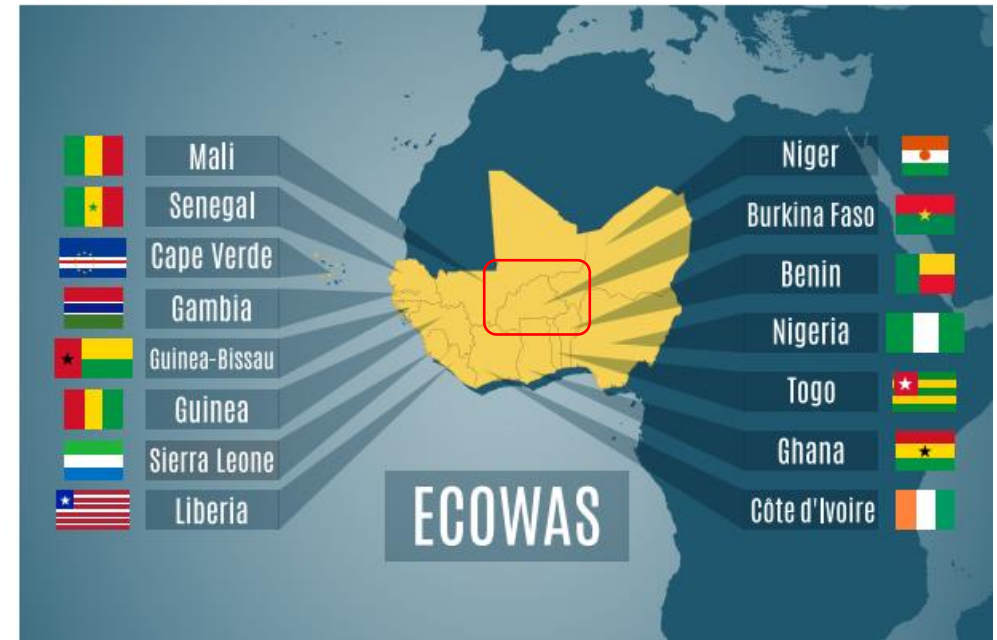 Mali
Senegal
Cape Verde
Gambia
Guinea-Bissau
Guinea
Sierra Leone
Liberia
Niger
Burkina Faso
Benin
Nigeria
Togo
Ghana
Côte d'Ivoire
ECOWAS